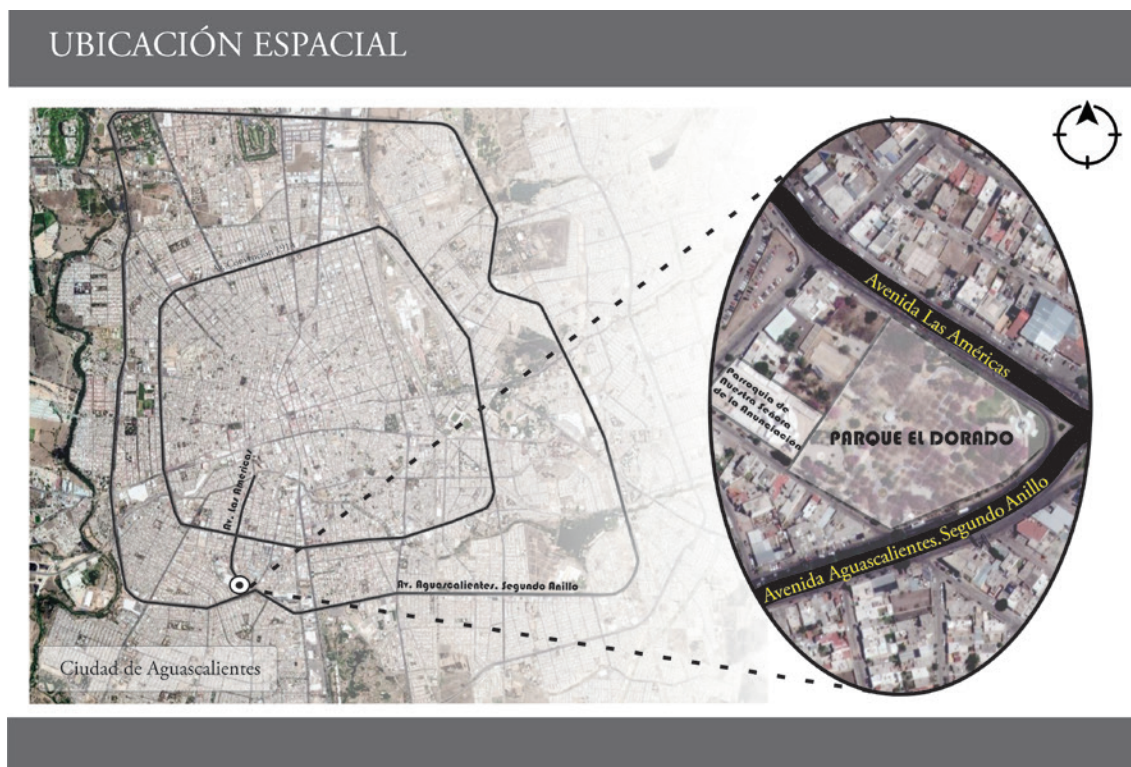 UBICACIÓN ESPACIAL
Av. Las Américas
Av. Aguascalientes. Segundo Anillo
Ciudad de Aguascalientes
Avenida Las Américas
Parroquia de
Nuestra Señora
de la Anunciación
PARQUE EL DORADO
Avenida Aguascalientes.Segundo Anillo